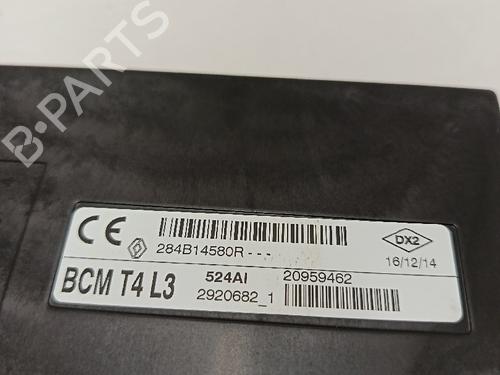 B-PARTS
CE
284B14580R---
DX2
16/12/14
BCM T4 L3
524AI 20959462
2920682_1